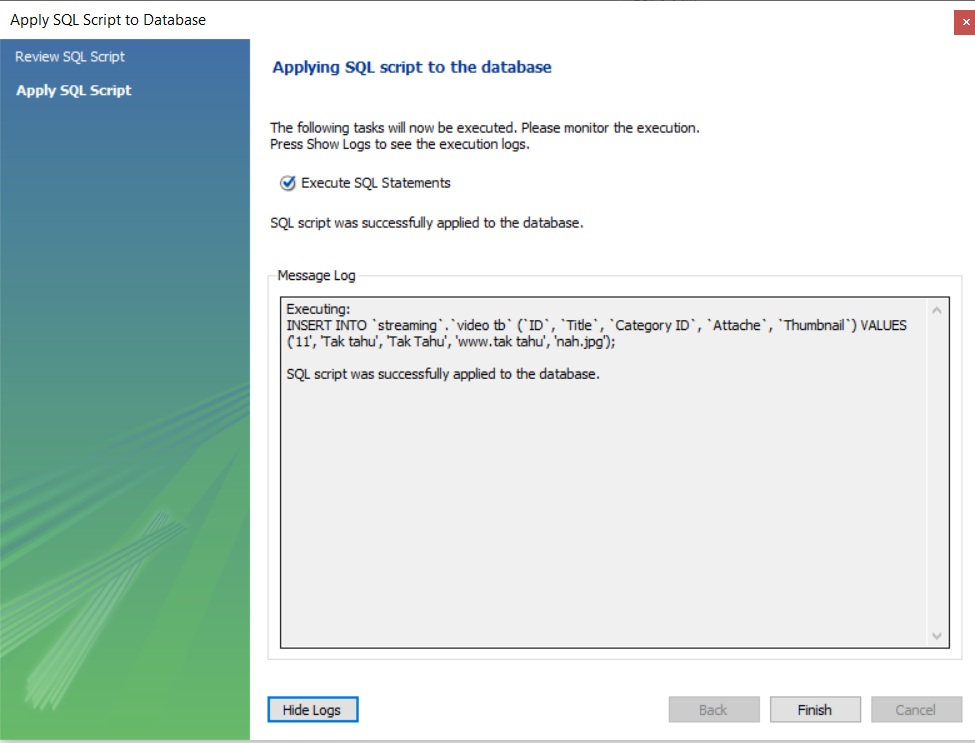 Apply SQL Script to Database
Review SQL Script
Apply SQL Script
Applying SQL script to the database
The following tasks will now be executed. Please monitor the execution.
Press Show Logs to see the execution logs.
Execute SQL Statements
SQL script was successfully applied to the database.
Message Log
Executing:
INSERT INTO `streaming`.`video tb` (`ID`, `Title`, `Category ID`, `Attache`, `Thumbnail`) VALUES
('11', 'Tak tahu', 'Tak Tahu', 'www.tak tahu', 'nah.jpg');
SQL script was successfully applied to the database.
Hide Logs
Back
Finish
Cancel